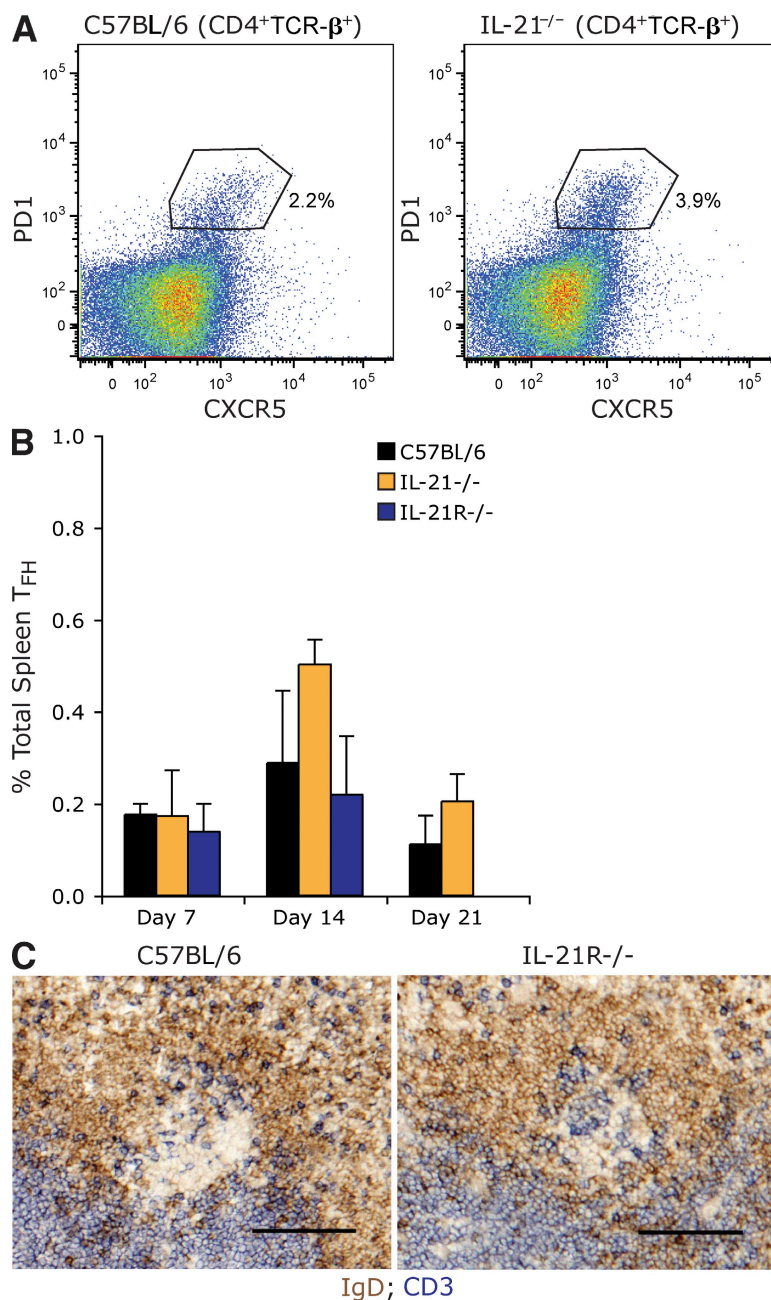 A
C57BL/6 (CD4⁺TCR-β⁺)
IL-21⁻/⁻ (CD4⁺TCR-β⁺)
10⁵
10⁴
10³
10²
0
PD1
2.2%
0 10² 10³ 10⁴ 10⁵
CXCR5
10⁵
10⁴
10³
10²
0
PD1
3.9%
0 10² 10³ 10⁴ 10⁵
CXCR5
B
1.0
0.8
0.6
0.4
0.2
0.0
% Total Spleen T_FH
C57BL/6
IL-21-/-
IL-21R-/-
Day 7 Day 14 Day 21
C
C57BL/6
IL-21R-/-
IgD; CD3